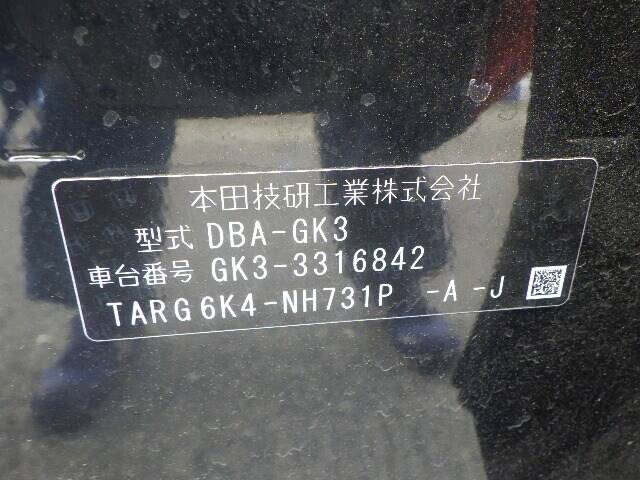 本田技研工業株式会社
型式 DBA-GK3
車台番号 GK3-3316842
TARG6K4-NH731P -A -J